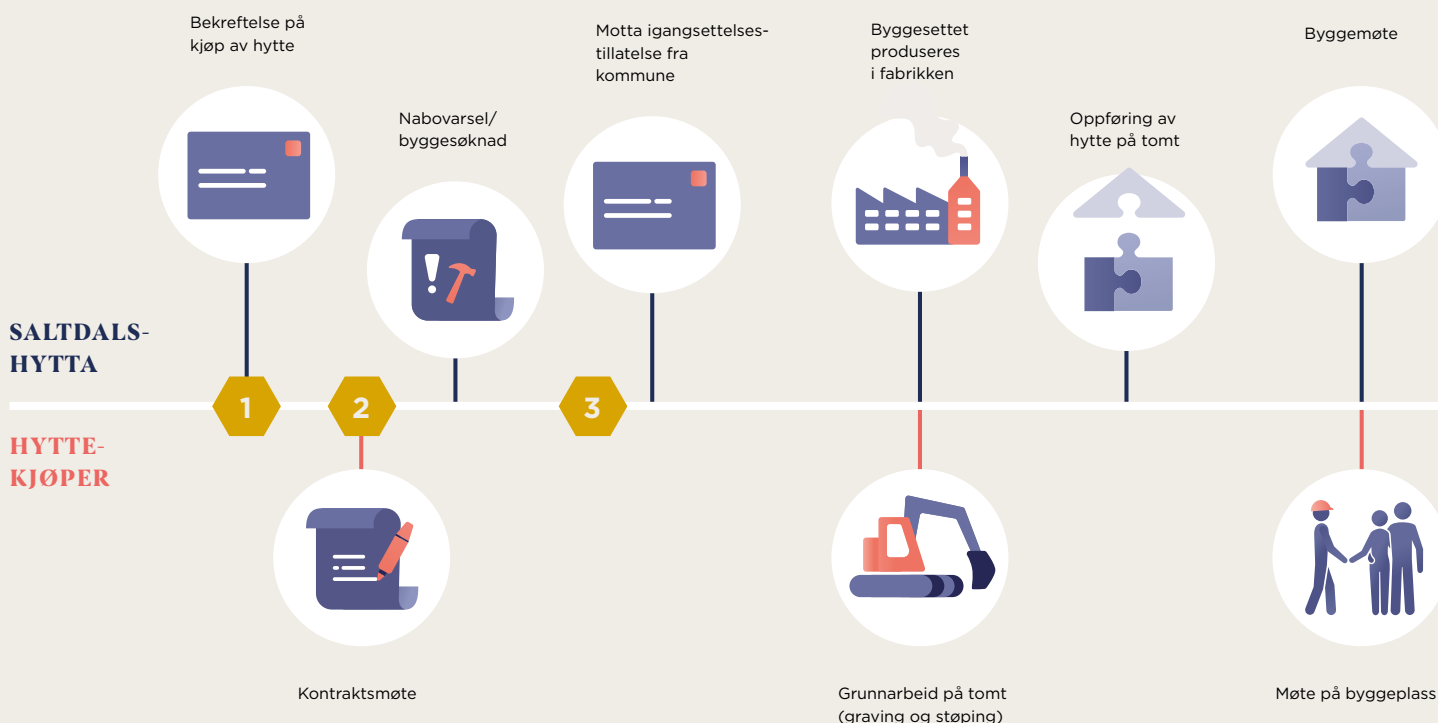 Bekreftelse på
kjøp av hytte
Nabovarsel/
byggesøknad
Motta igangsettelses-
tillatelse fra
kommune
Byggesettet
produseres
i fabrikken
Oppføring av
hytte på tomt
Byggemøte
SALTDALS-
HYTTA
1
2
3
HYTTE-
KJØPER
Kontraktsmøte
Grunnarbeid på tomt
(graving og støping)
Møte på byggeplass